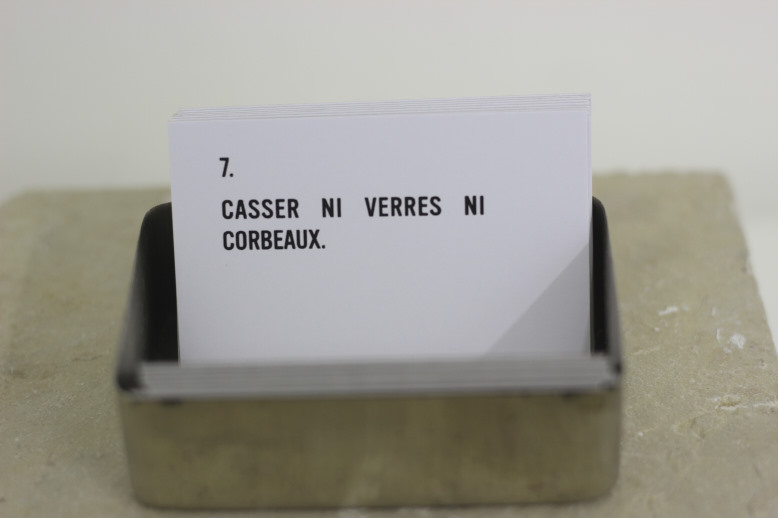 7.
CASSER NI VERRES NI
CORBEAUX.